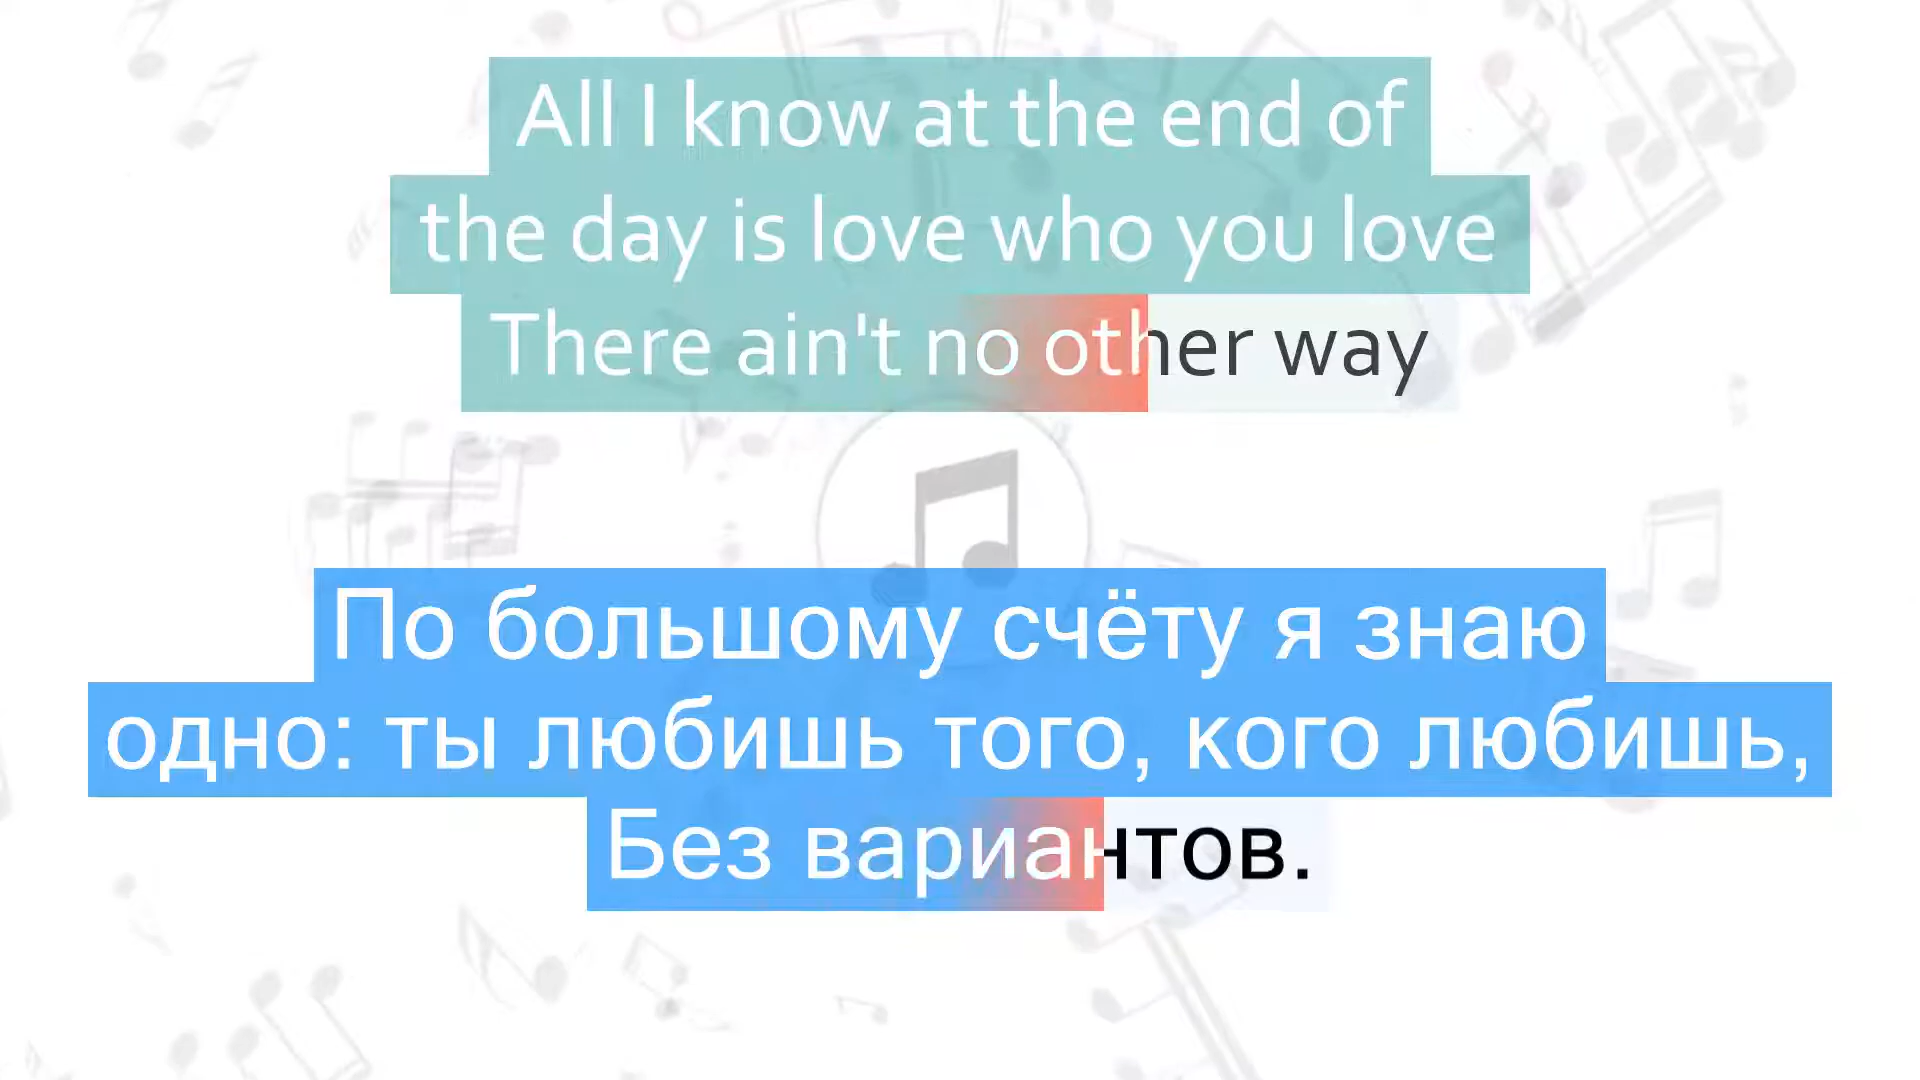 All I know at the end of
the day is love who you love
There ain't no other way
По большому счёту я знаю
одно: ты любишь того, кого любишь,
Без вариантов.